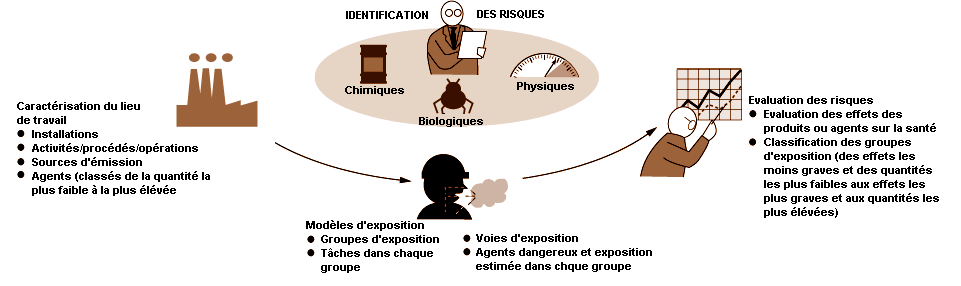 IDENTIFICATION DES RISQUES
Chimiques
Physiques
Biologiques
Caractérisation du lieu
de travail
● Installations
● Activités/procédés/opérations
● Sources d'émission
● Agents (classés de la quantité la
plus faible à la plus élévée
Modèles d'exposition
● Groupes d'exposition
● Tâches dans chaque
groupe
● Voies d'exposition
● Agents dangereux et exposition
estimée dans chque groupe
Evaluation des risques
● Evaluation des effets des
produits ou agents sur la santé
● Classification des groupes
d'exposition (des effets les
moins graves et des quantités
les plus faibles aux effets les
plus graves et aux quantités les
plus élévées)